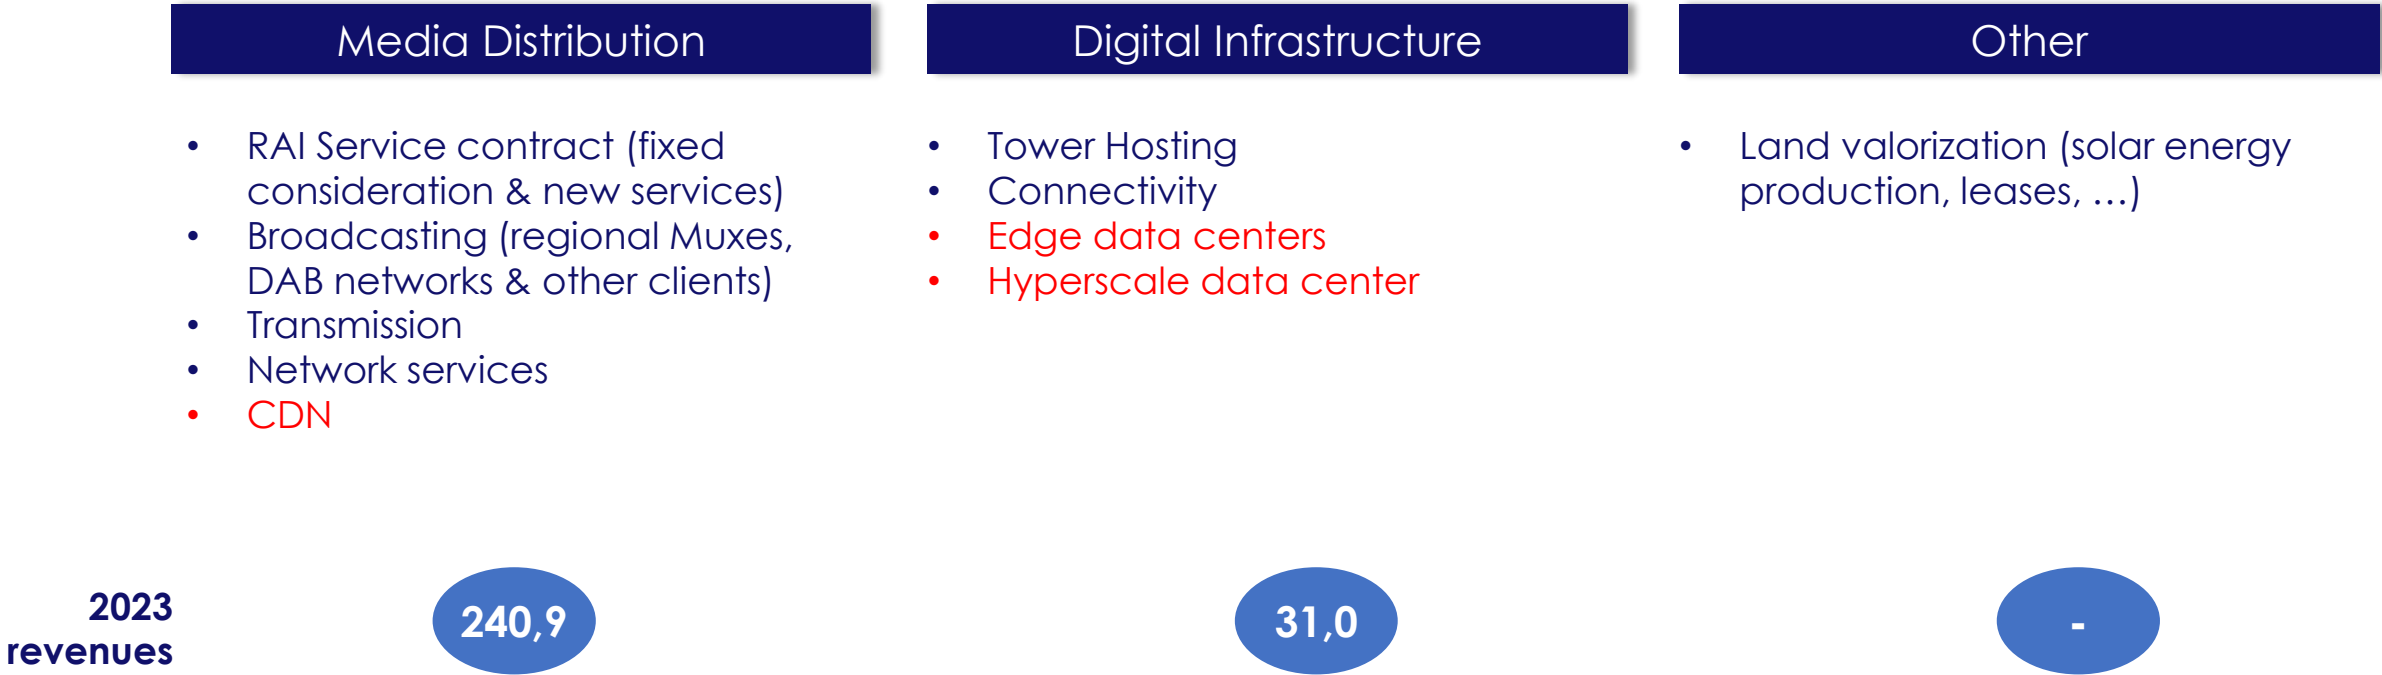 Media Distribution
• RAI Service contract (fixed
consideration & new services)
• Broadcasting (regional Muxes,
DAB networks & other clients)
• Transmission
• Network services
• CDN
Digital Infrastructure
• Tower Hosting
• Connectivity
• Edge data centers
• Hyperscale data center
Other
• Land valorization (solar energy
production, leases, …)
2023
revenues
240,9
31,0
-